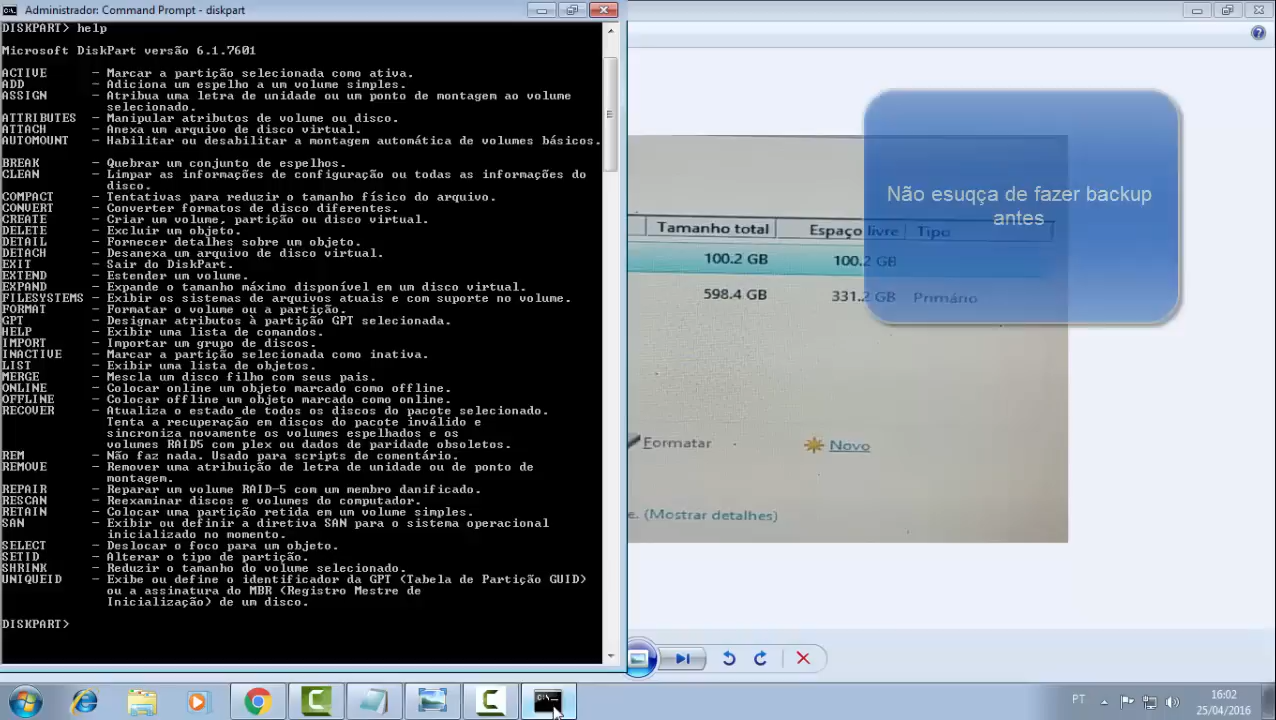 Administrador: Command Prompt - diskpart
DISKPART> help
Microsoft DiskPart versão 6.1.7601
ACTIVE - Marcar a partição selecionada como ativa.
ADD - Adiciona um espelho a um volume simples.
ASSIGN - Atribua uma letra de unidade ou um ponto de montagem ao volume
selecionado.
ATTRIBUTES - Manipular atributos de volume ou disco.
ATTACH - Anexa um arquivo de disco virtual.
AUTOMOUNT - Habilitar ou desabilitar a montagem automática de volumes básicos.
BREAK - Quebrar um conjunto de espelhos.
CLEAN - Limpar as informações de configuração ou todas as informações do
disco.
COMPACT - Tentativas para reduzir o tamanho físico do arquivo.
CONVERT - Converter formatos de disco diferentes.
CREATE - Criar um volume, partição ou disco virtual.
DELETE - Excluir um objeto.
DETAIL - Fornecer detalhes sobre um objeto.
DETACH - Desanexa um arquivo de disco virtual.
EXIT - Sair do DiskPart.
EXTEND - Estender um volume.
EXPAND - Expande o tamanho máximo disponível em um disco virtual.
FILESYSTEMS - Exibir os sistemas de arquivos atuais e com suporte no volume.
FORMAT - Formatar o volume ou a partição.
GPT - Designar atributos à partição GPT selecionada.
HELP - Exibir uma lista de comandos.
IMPORT - Importar um grupo de discos.
INACTIVE - Marcar a partição selecionada como inativa.
LIST - Exibir uma lista de objetos.
MERGE - Mescla um disco filho com seus pais.
ONLINE - Colocar online um objeto marcado como offline.
OFFLINE - Colocar offline um objeto marcado como online.
RECOVER - Atualiza o estado de todos os discos do pacote selecionado.
Tenta a recuperação em discos do pacote inválido e
sincroniza novamente os volumes espelhados e os
volumes RAID5 com plex ou dados de paridade obsoletos.
REM - Não faz nada. Usado para scripts de comentário.
REMOVE - Remover uma atribuição de letra de unidade ou de ponto de
montagem.
REPAIR - Reparar um volume RAID-5 com um membro danificado.
RESCAN - Reexaminar discos e volumes do computador.
RETAIN - Colocar uma partição retida em um volume simples.
SAN - Exibir ou definir a diretiva SAN para o sistema operacional
inicializado no momento.
SELECT - Deslocar o foco para um objeto.
SETID - Alterar o tipo de partição.
SHRINK - Reduzir o tamanho do volume selecionado.
UNIQUEID - Exibe ou define o identificador da GPT (Tabela de Partição GUID)
ou a assinatura do MBR (Registro Mestre de
Inicialização) de um disco.
DISKPART>
Não esuqça de fazer backup
antes
Tamanho total Espaço livre Tipo
100.2 GB 100.2 GB
598.4 GB 331.2 GB Primário
Formatar Novo
e. (Mostrar detalhes)
PT
16:02
25/04/2016